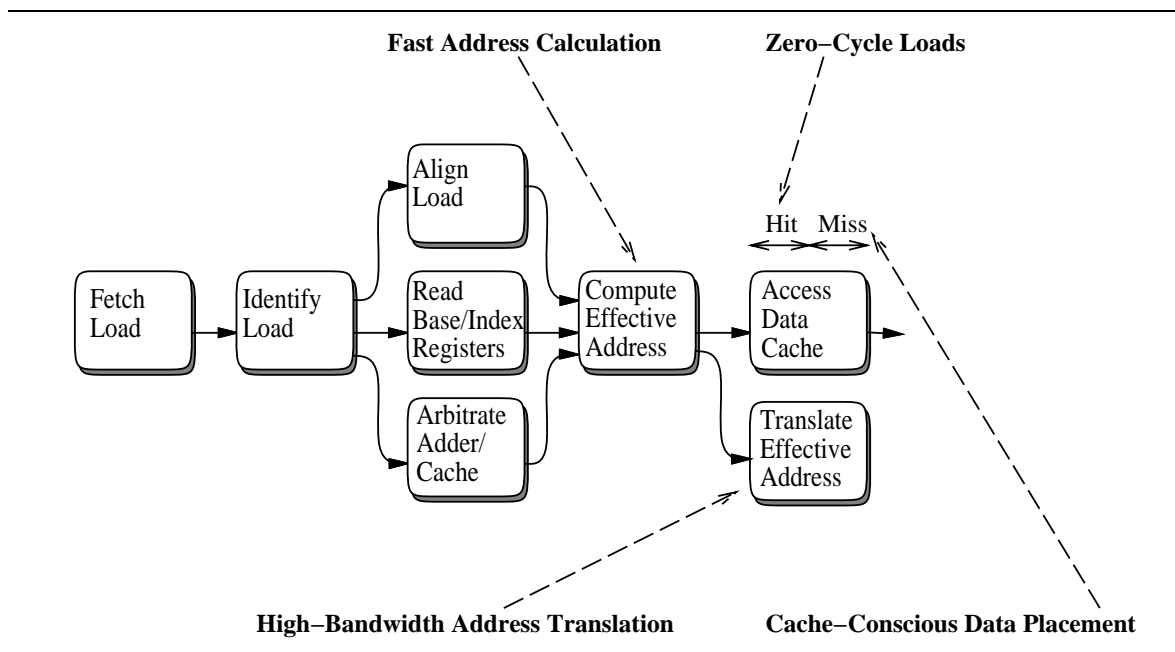 Fast Address Calculation
Zero−Cycle Loads
Align
Load
Hit
Miss
Fetch
Load
Identify
Load
Read
Base/Index
Registers
Compute
Effective
Address
Access
Data
Cache
Arbitrate
Adder/
Cache
Translate
Effective
Address
High−Bandwidth Address Translation
Cache−Conscious Data Placement